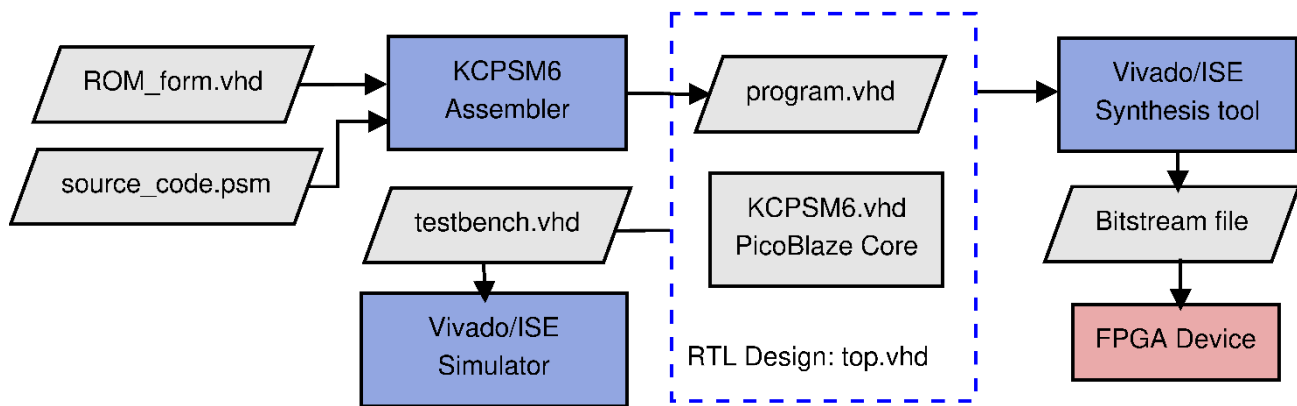 ROM_form.vhd
source_code.psm
KCPSM6
Assembler
program.vhd
Vivado/ISE
Synthesis tool
testbench.vhd
KCPSM6.vhd
PicoBlaze Core
Bitstream file
Vivado/ISE
Simulator
RTL Design: top.vhd
FPGA Device